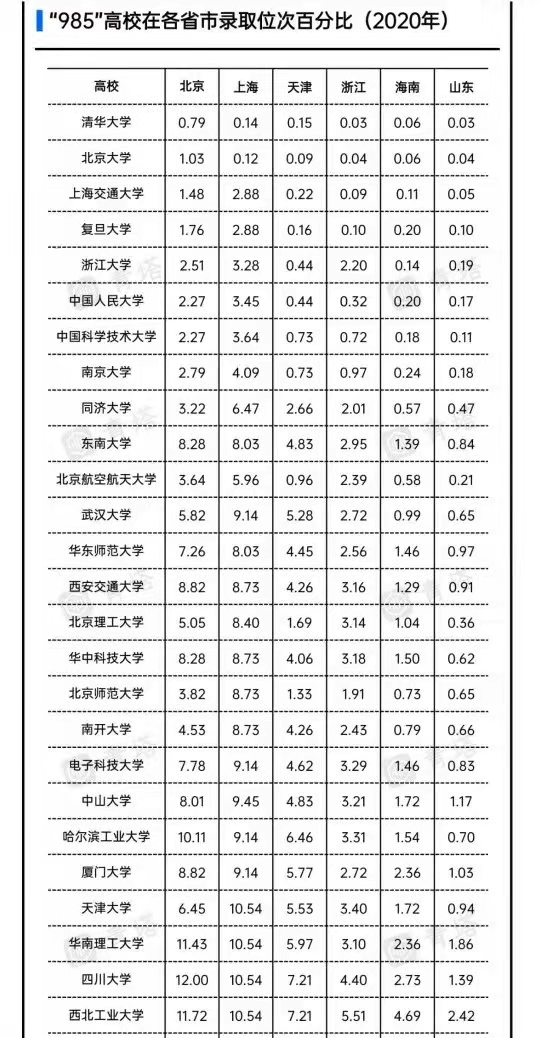 “985”高校在各省市录取位次百分比（2020年）
高校 北京 上海 天津 浙江 海南 山东
清华大学 0.79 0.14 0.15 0.03 0.06 0.03
北京大学 1.03 0.12 0.09 0.04 0.06 0.04
上海交通大学 1.48 2.88 0.22 0.09 0.11 0.05
复旦大学 1.76 2.88 0.16 0.10 0.20 0.10
浙江大学 2.51 3.28 0.44 2.20 0.14 0.19
中国人民大学 2.27 3.45 0.44 0.32 0.20 0.17
中国科学技术大学 2.27 3.64 0.73 0.72 0.18 0.11
南京大学 2.79 4.09 0.73 0.97 0.24 0.18
同济大学 3.22 6.47 2.66 2.01 0.57 0.47
东南大学 8.28 8.03 4.83 2.95 1.39 0.84
北京航空航天大学 3.64 5.96 0.96 2.39 0.58 0.21
武汉大学 5.82 9.14 5.28 2.72 0.99 0.65
华东师范大学 7.26 8.03 4.45 2.56 1.46 0.97
西安交通大学 8.82 8.73 4.26 3.16 1.29 0.91
北京理工大学 5.05 8.40 1.69 3.14 1.04 0.36
华中科技大学 8.28 8.73 4.06 3.18 1.50 0.62
北京师范大学 3.82 8.73 1.33 1.91 0.73 0.65
南开大学 4.53 8.73 4.26 2.43 0.79 0.66
电子科技大学 7.78 9.14 4.62 3.29 1.46 0.83
中山大学 8.01 9.45 4.83 3.21 1.72 1.17
哈尔滨工业大学 10.11 9.14 6.46 3.31 1.54 0.70
厦门大学 8.82 9.14 5.77 2.72 2.36 1.03
天津大学 6.45 10.54 5.53 3.40 1.72 0.94
华南理工大学 11.43 10.54 5.97 3.10 2.36 1.86
四川大学 12.00 10.54 7.21 4.40 2.73 1.39
西北工业大学 11.72 10.54 7.21 5.51 4.69 2.42
青塔
青塔
青塔
青塔
青塔
青塔
青塔
青塔
青塔
青塔